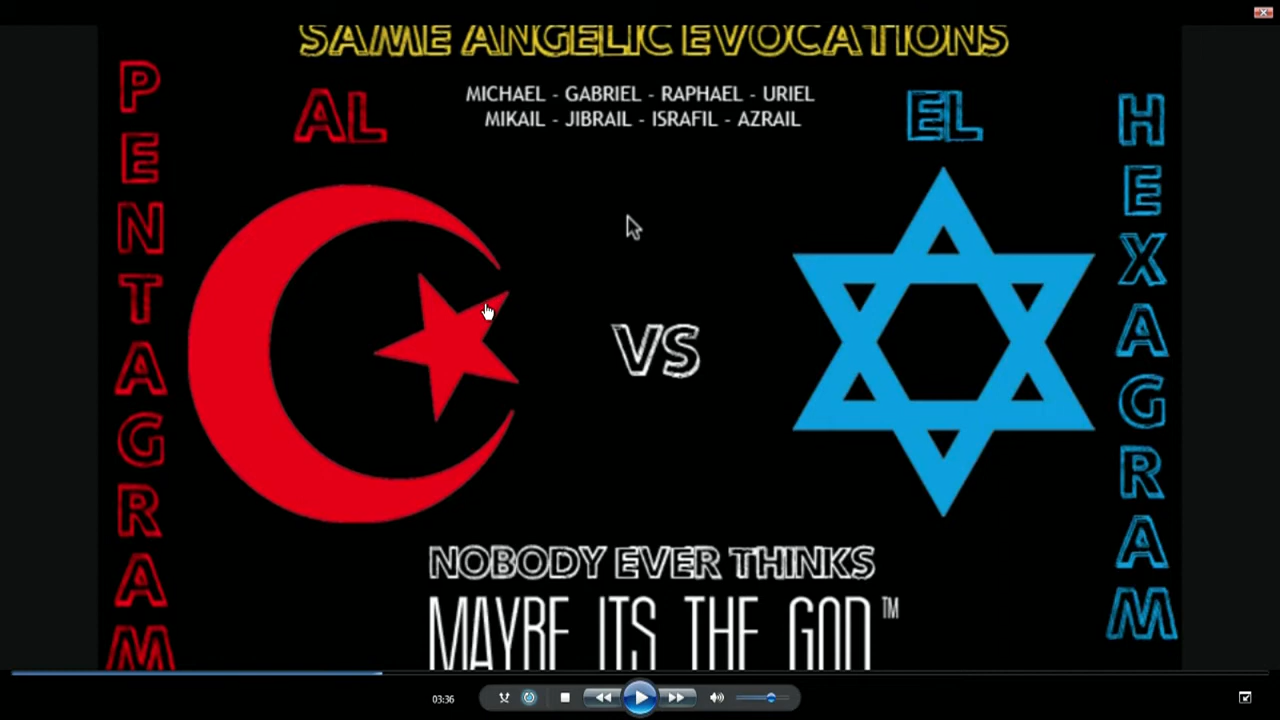 SAME ANGELIC EVOCATIONS
MICHAEL - GABRIEL - RAPHAEL - URIEL
MIKAIL - JIBRAIL - ISRAFIL - AZRAIL
AL
EL
PENTAGRAM
HEXAGRAM
VS
NOBODY EVER THINKS
MAYBE ITS THE GOD™
03:36